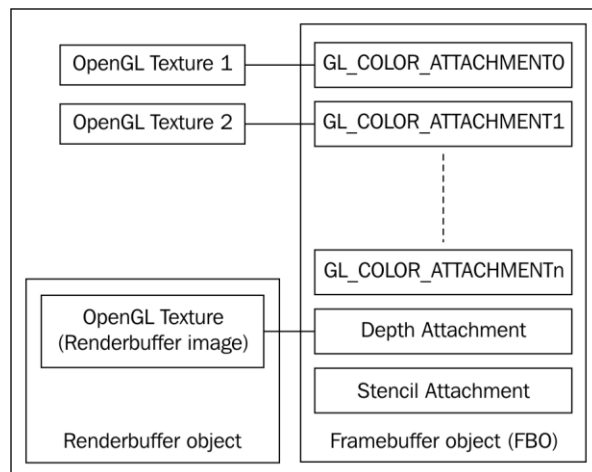 OpenGL Texture 1
GL_COLOR_ATTACHMENT0
OpenGL Texture 2
GL_COLOR_ATTACHMENT1
GL_COLOR_ATTACHMENTn
OpenGL Texture
(Renderbuffer image)
Depth Attachment
Stencil Attachment
Renderbuffer object
Framebuffer object (FBO)